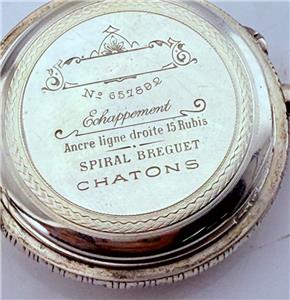 No 657892
Echappement
Ancre ligne droite 15 Rubis
SPIRAL BREGUET
CHATONS